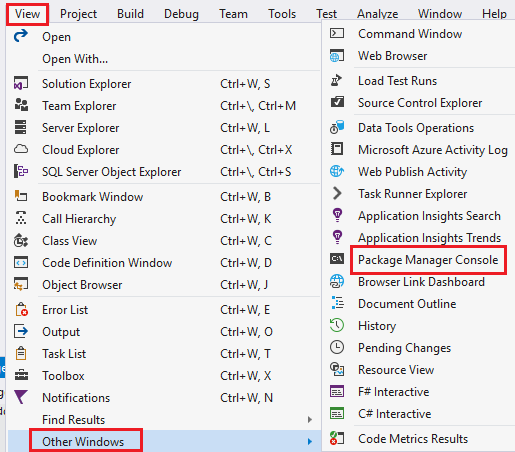 View Project Build Debug Team Tools Test Analyze Window Help
Open
Open With...
Solution Explorer Ctrl+W, S
Team Explorer Ctrl+\, Ctrl+M
Server Explorer Ctrl+W, L
Cloud Explorer Ctrl+\, Ctrl+X
SQL Server Object Explorer Ctrl+\, Ctrl+S
Bookmark Window Ctrl+W, B
Call Hierarchy Ctrl+W, K
Class View Ctrl+W, C
Code Definition Window Ctrl+W, D
Object Browser Ctrl+W, J
Error List Ctrl+W, E
Output Ctrl+W, O
Task List Ctrl+W, T
Toolbox Ctrl+W, X
Notifications Ctrl+W, N
Find Results
Other Windows
Command Window
Web Browser
Load Test Runs
Source Control Explorer
Data Tools Operations
Microsoft Azure Activity Log
Web Publish Activity
Task Runner Explorer
Application Insights Search
Application Insights Trends
C:\ Package Manager Console
Browser Link Dashboard
Document Outline
History
Pending Changes
Resource View
F# Interactive
C# Interactive
Code Metrics Results